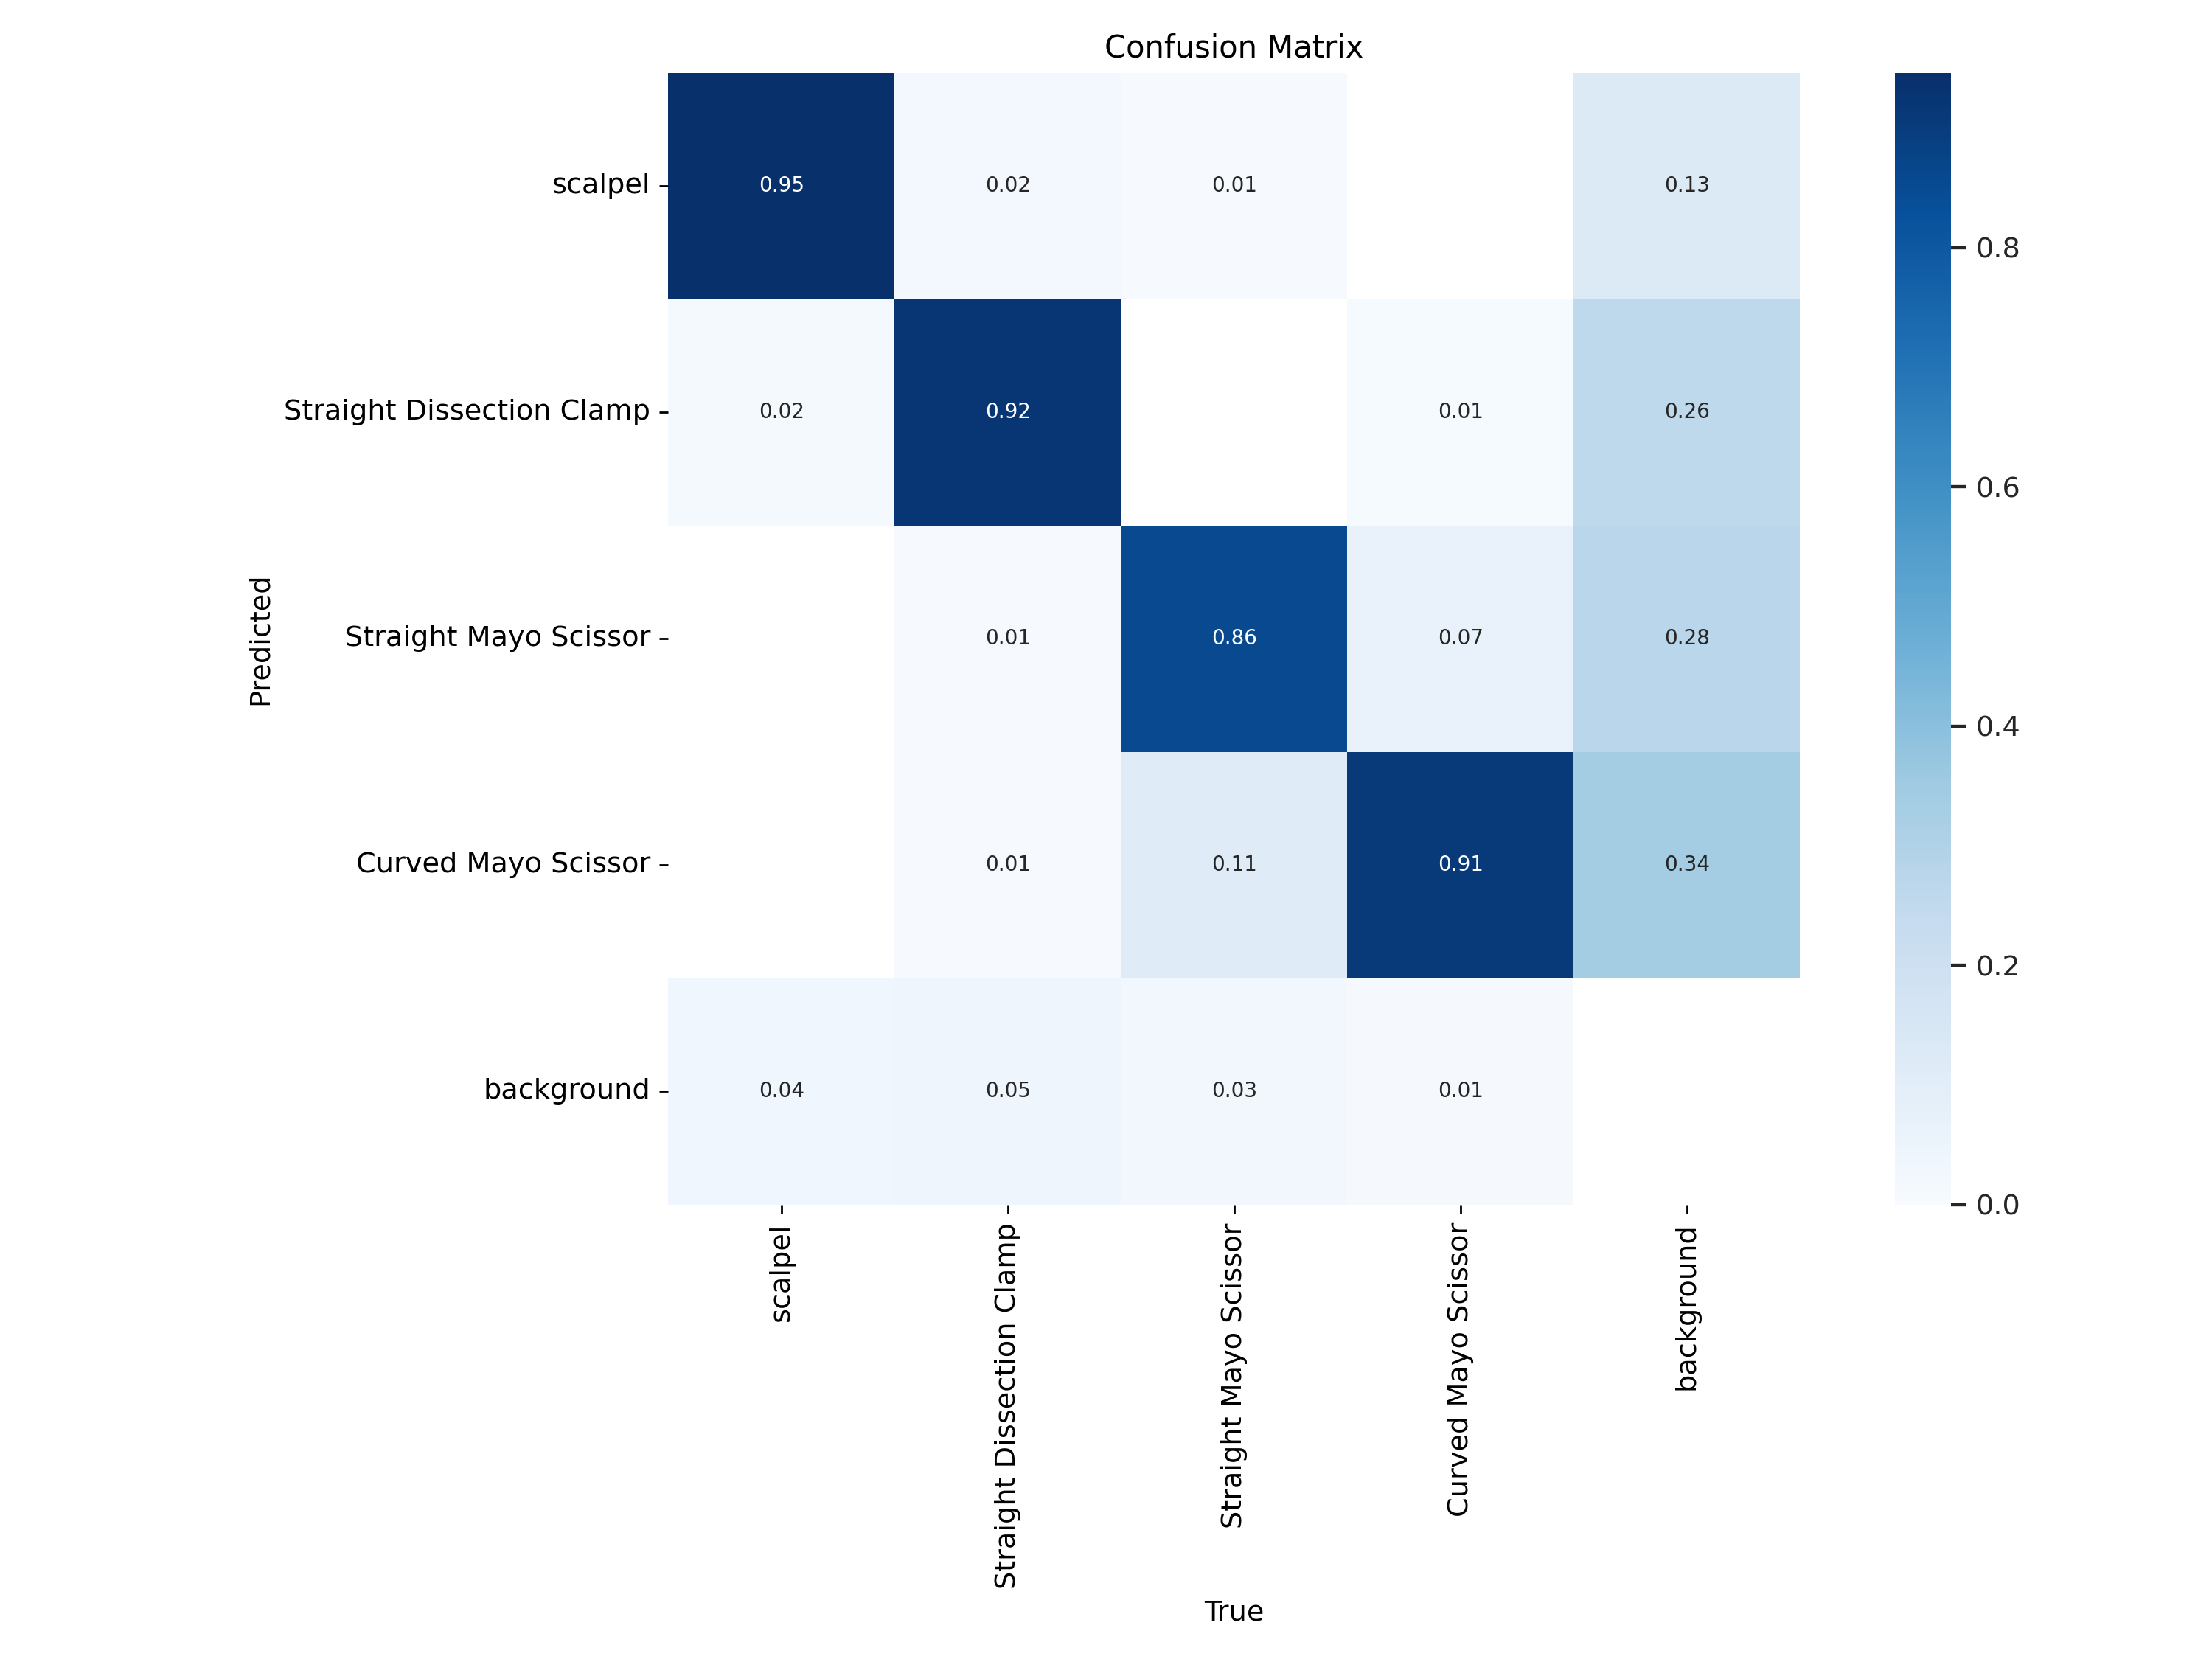 Confusion Matrix
scalpel
0.95
0.02
0.01
0.13
Straight Dissection Clamp
0.02
0.92
0.01
0.26
Straight Mayo Scissor
0.01
0.86
0.07
0.28
Curved Mayo Scissor
0.01
0.11
0.91
0.34
background
0.04
0.05
0.03
0.01
Predicted
scalpel
Straight Dissection Clamp
Straight Mayo Scissor
Curved Mayo Scissor
background
True
0.8
0.6
0.4
0.2
0.0